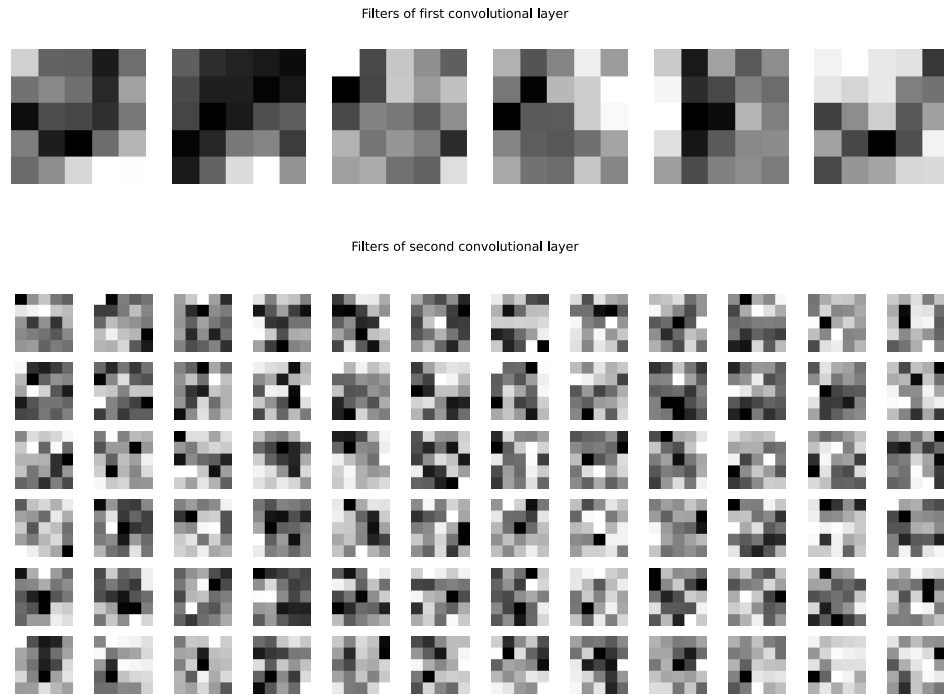 Filters of first convolutional layer
Filters of second convolutional layer